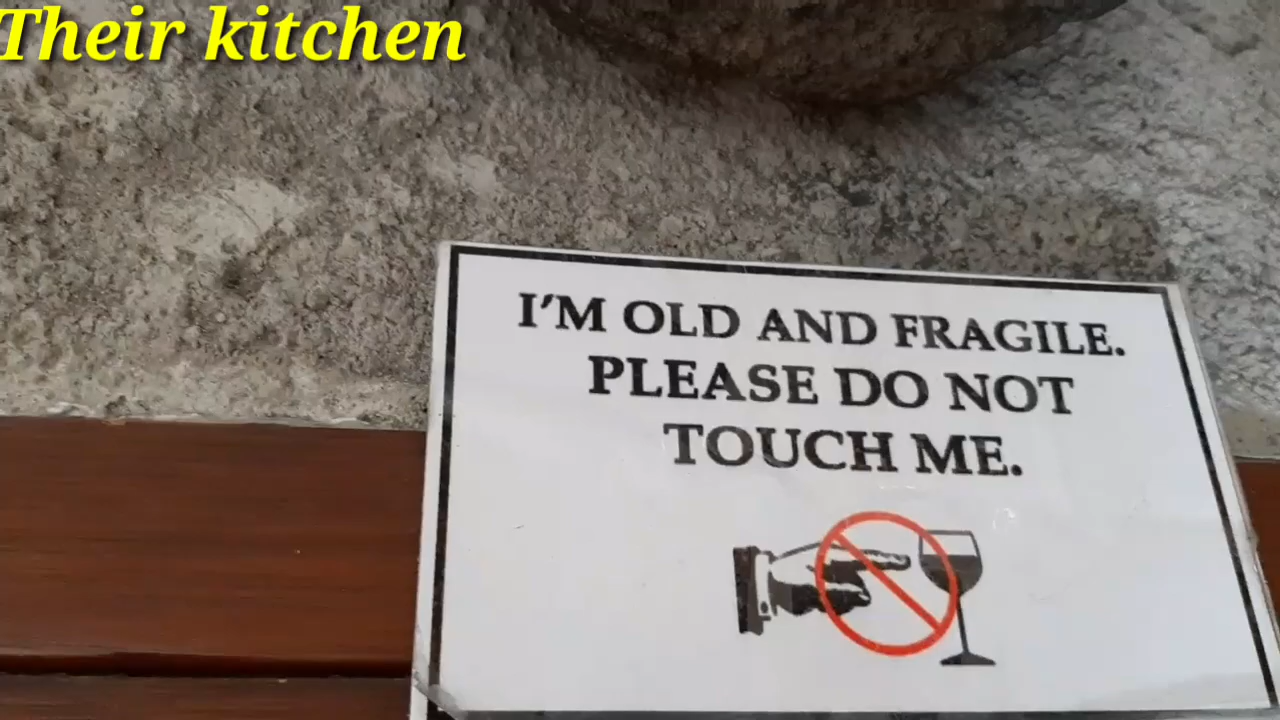 Their kitchen
I'M OLD AND FRAGILE.
PLEASE DO NOT
TOUCH ME.